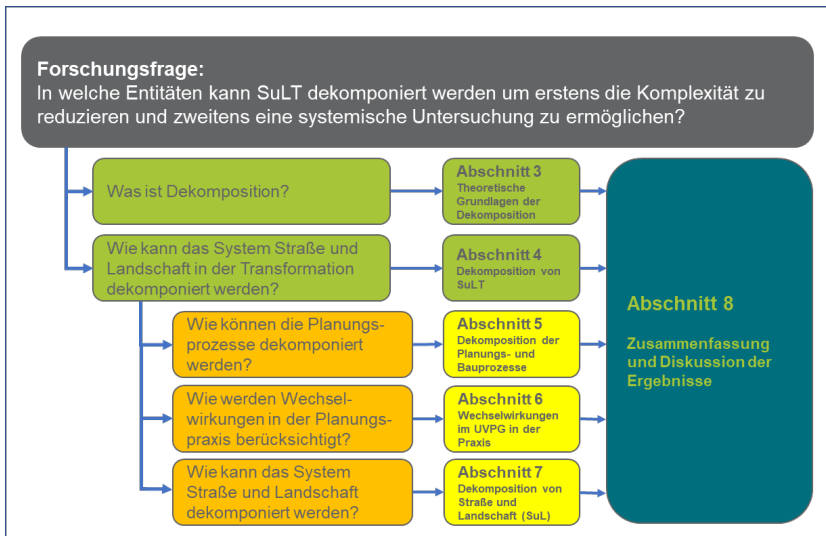 Forschungsfrage:
In welche Entitäten kann SuLT dekomponiert werden um erstens die Komplexität zu
reduzieren und zweitens eine systemische Untersuchung zu ermöglichen?
Was ist Dekomposition?
Abschnitt 3
Theoretische
Grundlagen der
Dekomposition
Wie kann das System Straße und
Landschaft in der Transformation
dekomponiert werden?
Abschnitt 4
Dekomposition von
SuLT
Wie können die Planungs-
prozesse dekomponiert
werden?
Abschnitt 5
Dekomposition der
Planungs- und
Bauprozesse
Wie werden Wechsel-
wirkungen in der Planungs-
praxis berücksichtigt?
Abschnitt 6
Wechselwirkungen
im UVPG in der
Praxis
Wie kann das System
Straße und Landschaft
dekomponiert werden?
Abschnitt 7
Dekomposition von
Straße und
Landschaft (SuL)
Abschnitt 8
Zusammenfassung
und Diskussion der
Ergebnisse